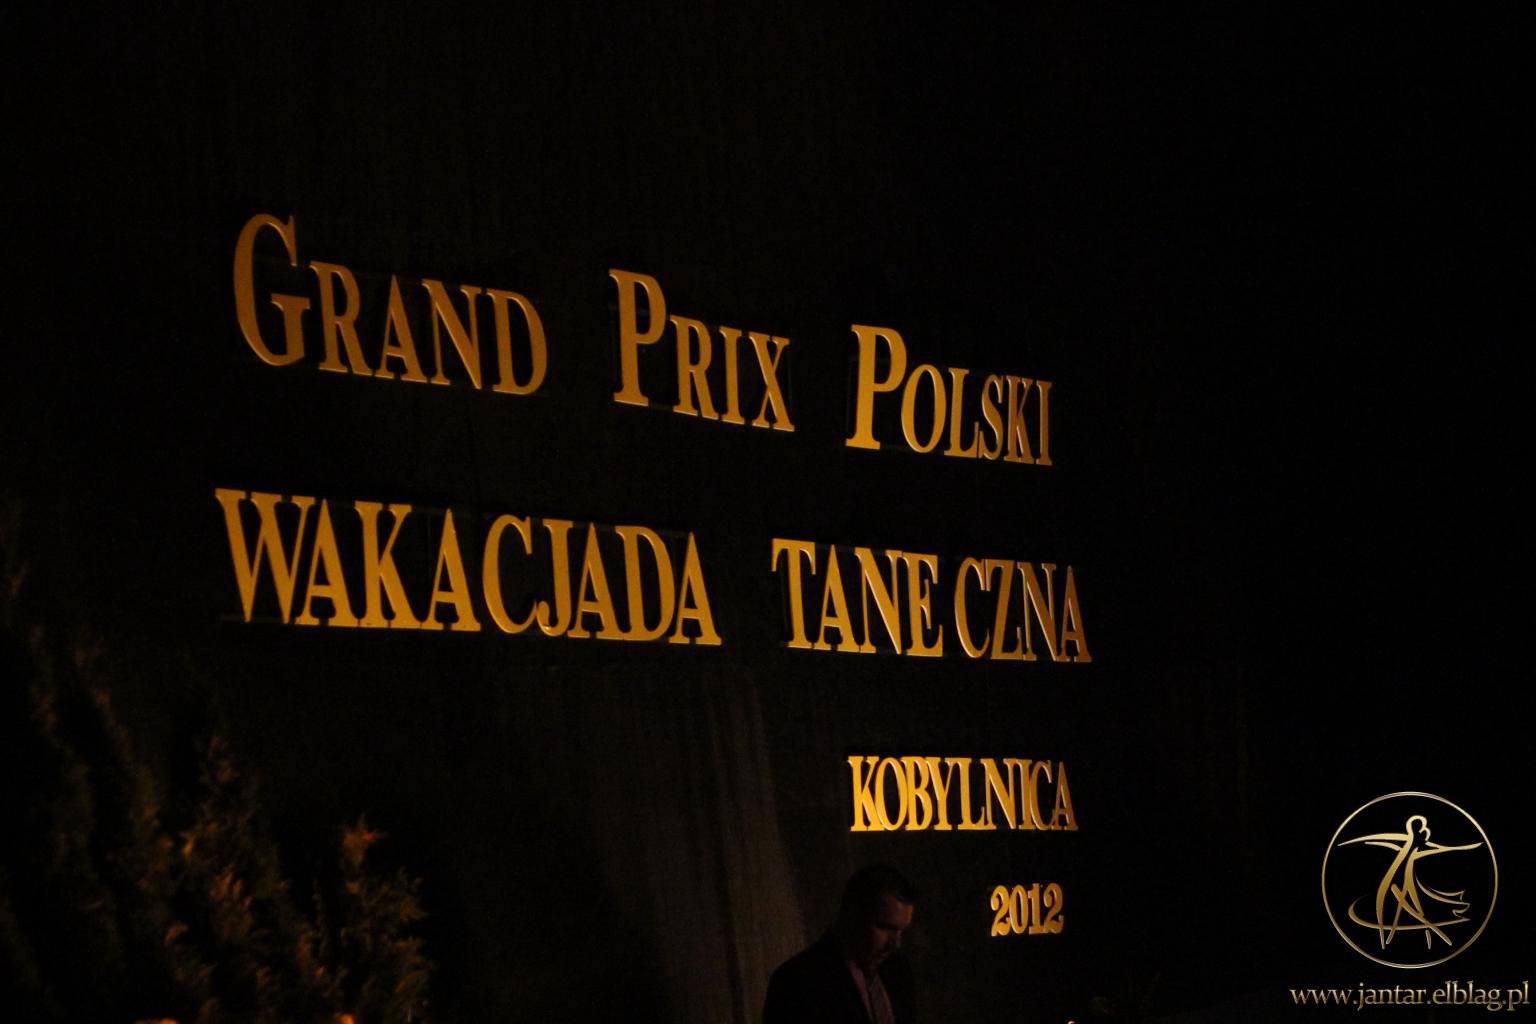 GRAND PRIX POLSKI
WAKACJADA TANECZNA
KOBYLNICA
2012
www.jantar.elblag.pl